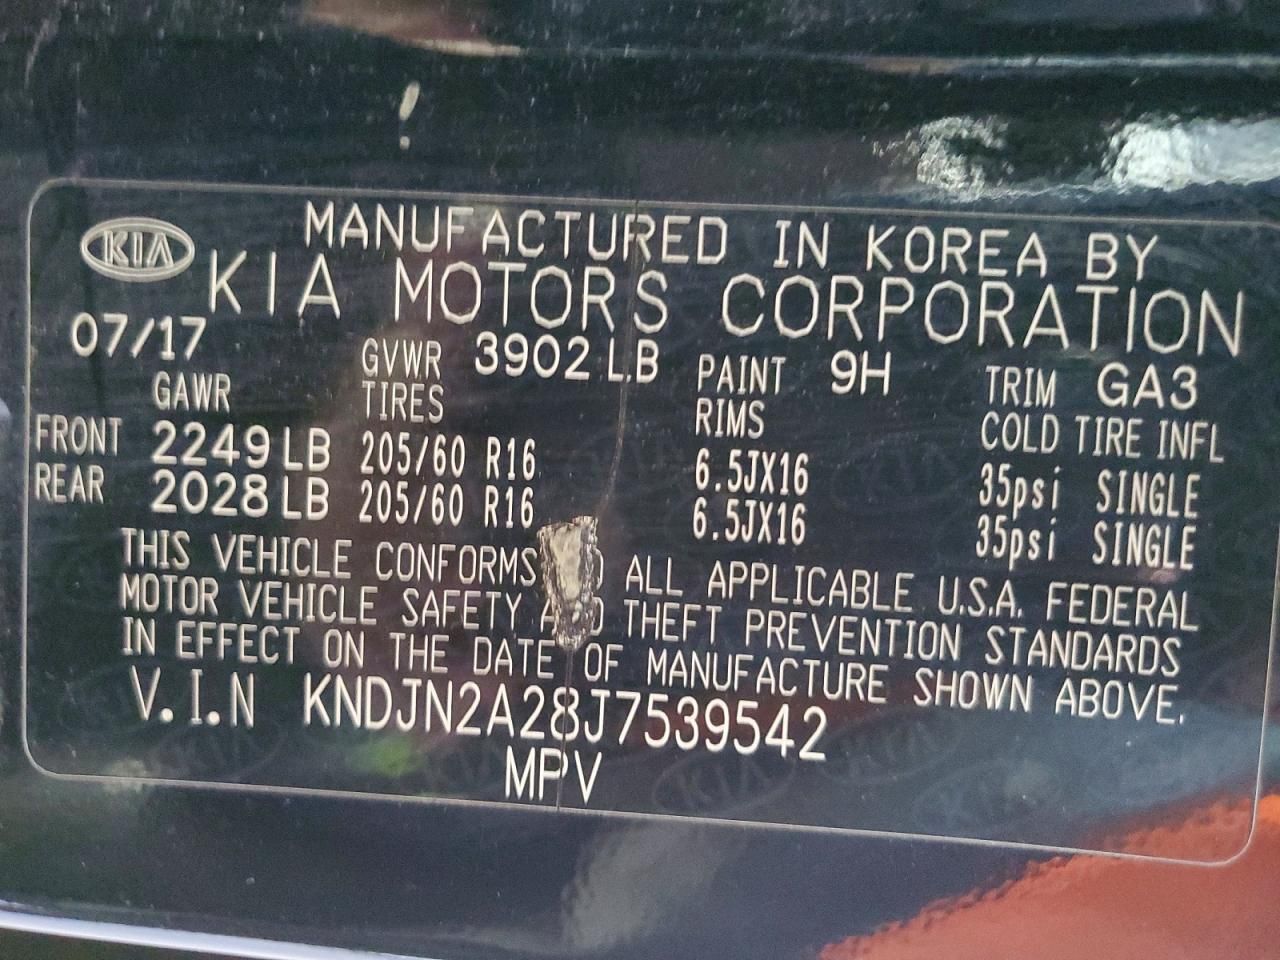 KIA
MANUFACTURED IN KOREA BY
KIA MOTORS CORPORATION
07/17 GVWR 3902 LB PAINT 9H TRIM GA3
GAWR TIRES RIMS COLD TIRE INFL
FRONT 2249 LB 205/60 R16 6.5JX16 35psi SINGLE
REAR 2028 LB 205/60 R16 6.5JX16 35psi SINGLE
THIS VEHICLE CONFORMS ALL APPLICABLE U.S.A. FEDERAL
MOTOR VEHICLE SAFETY THEFT PREVENTION STANDARDS
IN EFFECT ON THE DATE OF MANUFACTURE SHOWN ABOVE.
V.I.N KNDJN2A28J7539542
MPV